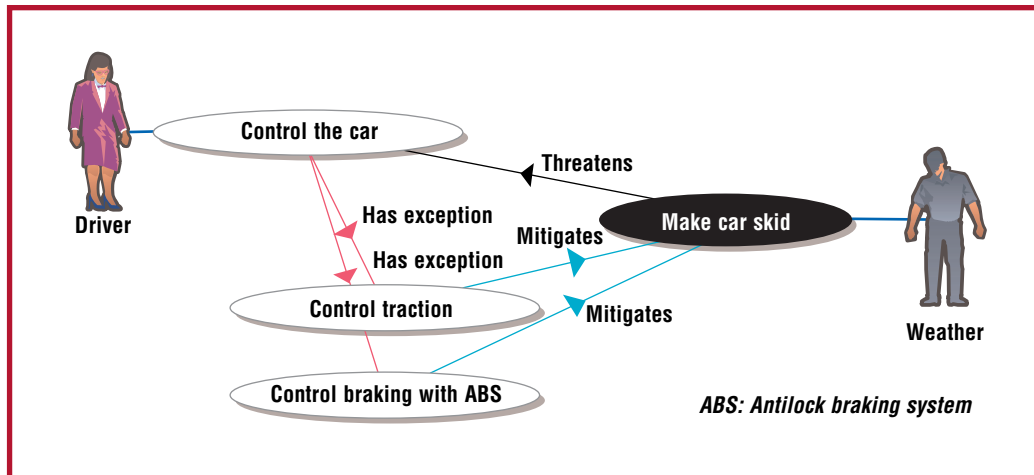 Control the car
Threatens
Driver
Has exception
Make car skid
Mitigates
Has exception
Control traction
Mitigates
Weather
Control braking with ABS
ABS: Antilock braking system